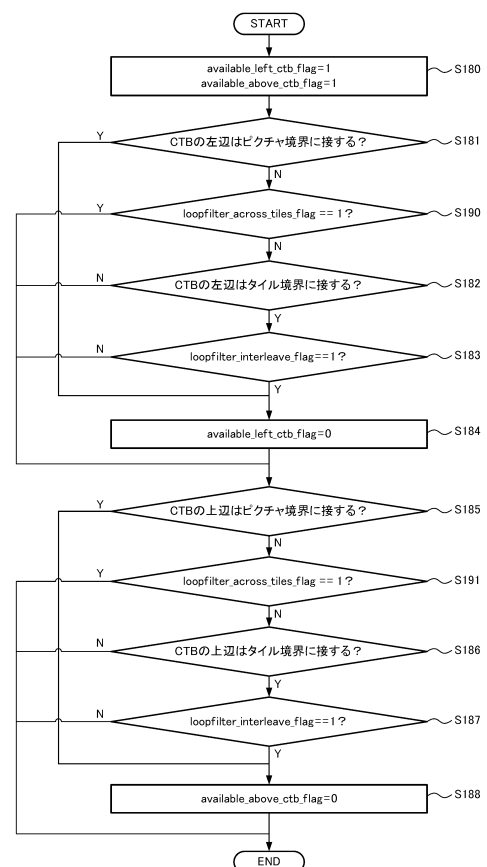 START
available_left_ctb_flag=1
available_above_ctb_flag=1
S180
CTBの左辺はピクチャ境界に接する?
S181
Y
N
loopfilter_across_tiles_flag == 1?
S190
Y
N
CTBの左辺はタイル境界に接する?
S182
N
Y
loopfilter_interleave_flag==1?
S183
N
Y
available_left_ctb_flag=0
S184
CTBの上辺はピクチャ境界に接する?
S185
Y
N
loopfilter_across_tiles_flag == 1?
S191
Y
N
CTBの上辺はタイル境界に接する?
S186
N
Y
loopfilter_interleave_flag==1?
S187
N
Y
available_above_ctb_flag=0
S188
END